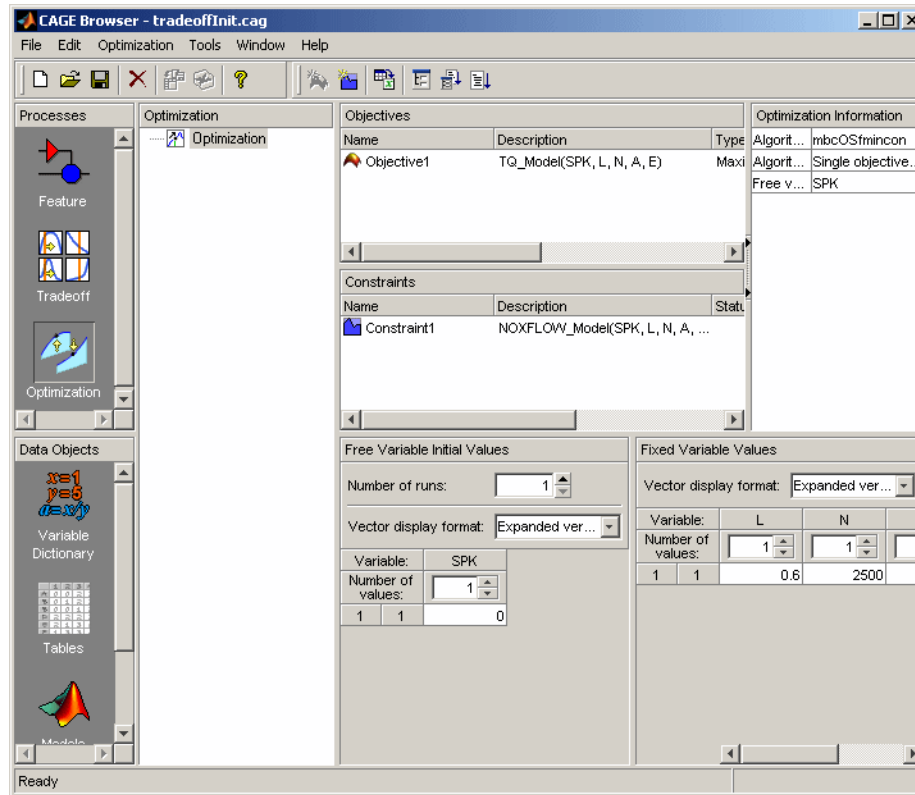 CAGE Browser - tradeoffInit.cag
File Edit Optimization Tools Window Help
Processes
Feature
Tradeoff
Optimization
Data Objects
Variable
Dictionary
Tables
Models
Optimization
Optimization
Objectives
Name Description Type
Objective1 TQ_Model(SPK, L, N, A, E) Maxi
Constraints
Name Description Statu
Constraint1 NOXFLOW_Model(SPK, L, N, A, ...
Optimization Information
Algorit... mbcOSfmincon
Algorit... Single objective...
Free v... SPK
Free Variable Initial Values
Number of runs: 1
Vector display format: Expanded ver...
Variable: SPK
Number of
values: 1
1 1 0
Fixed Variable Values
Vector display format: Expanded ver...
Variable: L N
Number of
values: 1 1
1 1 0.6 2500
Ready